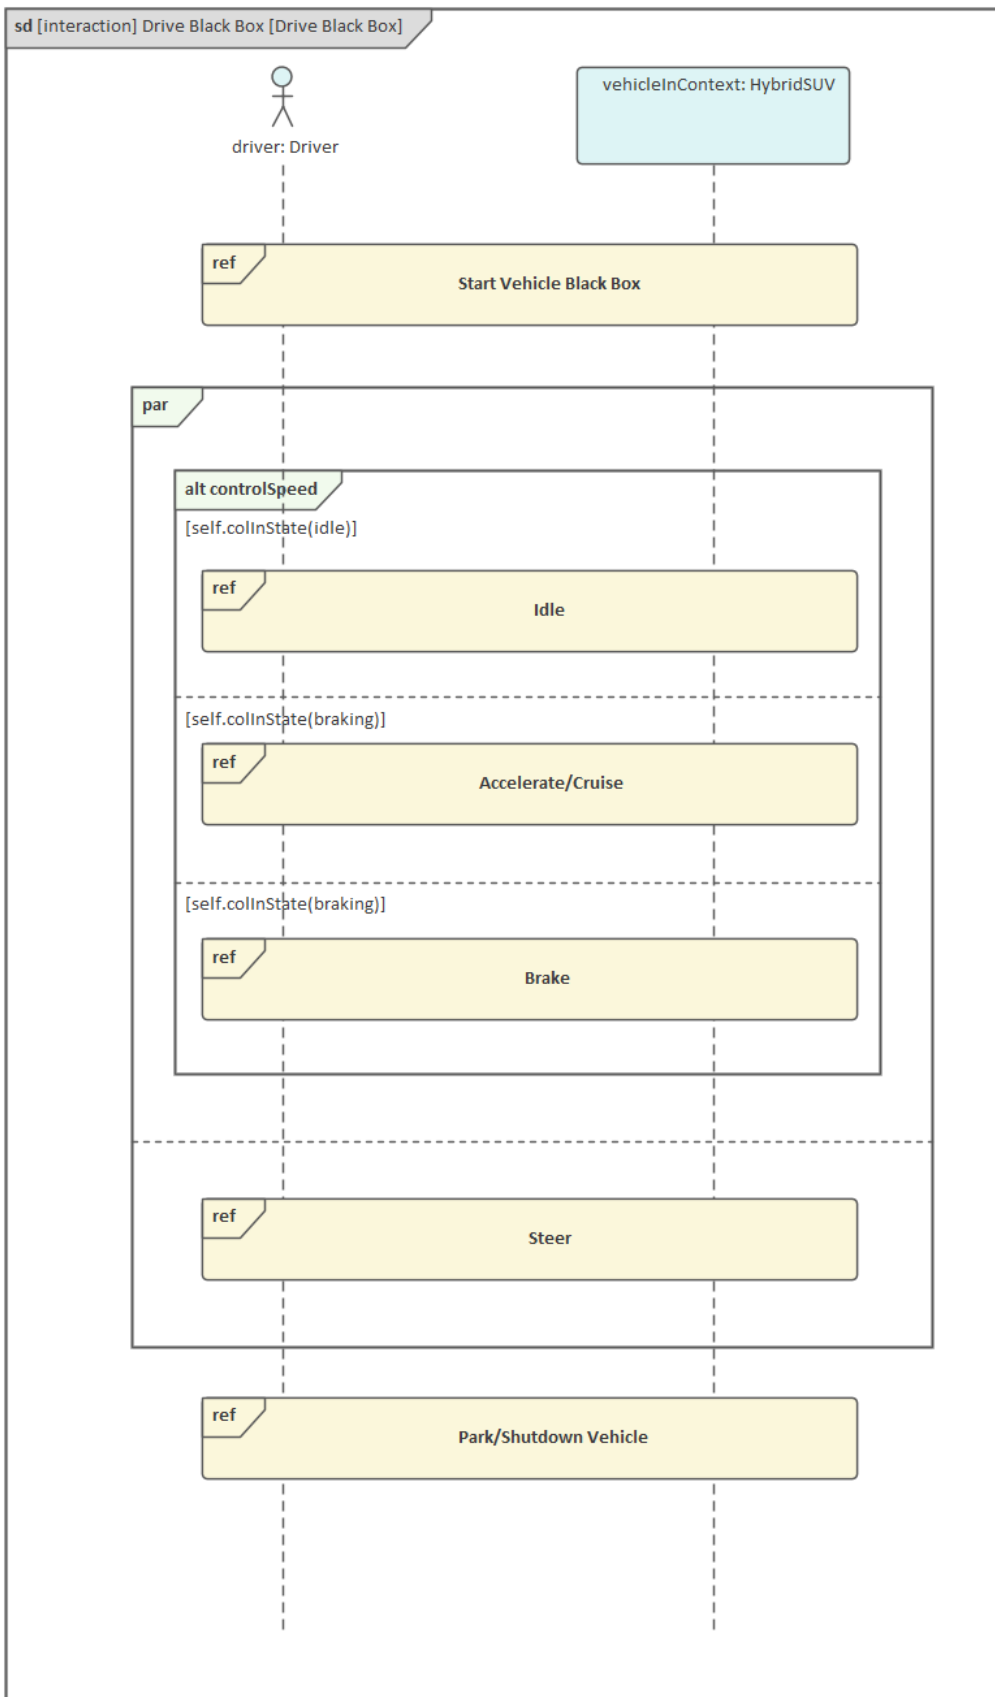 sd [interaction] Drive Black Box [Drive Black Box]
vehicleInContext: HybridSUV
driver: Driver
ref
Start Vehicle Black Box
par
alt controlSpeed
[self.colInState(idle)]
ref
Idle
[self.colInState(braking)]
ref
Accelerate/Cruise
[self.colInState(braking)]
ref
Brake
ref
Steer
ref
Park/Shutdown Vehicle